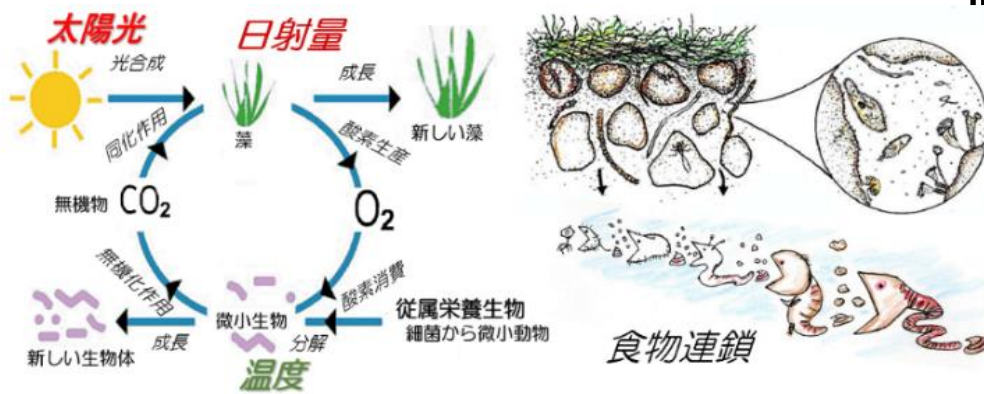 太陽光
日射量
光合成
成長
藻
新しい藻
同化作用
酸素生産
無機物 CO₂
O₂
無機化作用
酸素消費
微小生物
従属栄養生物
細菌から微小動物
分解
成長
新しい生物体
温度
食物連鎖